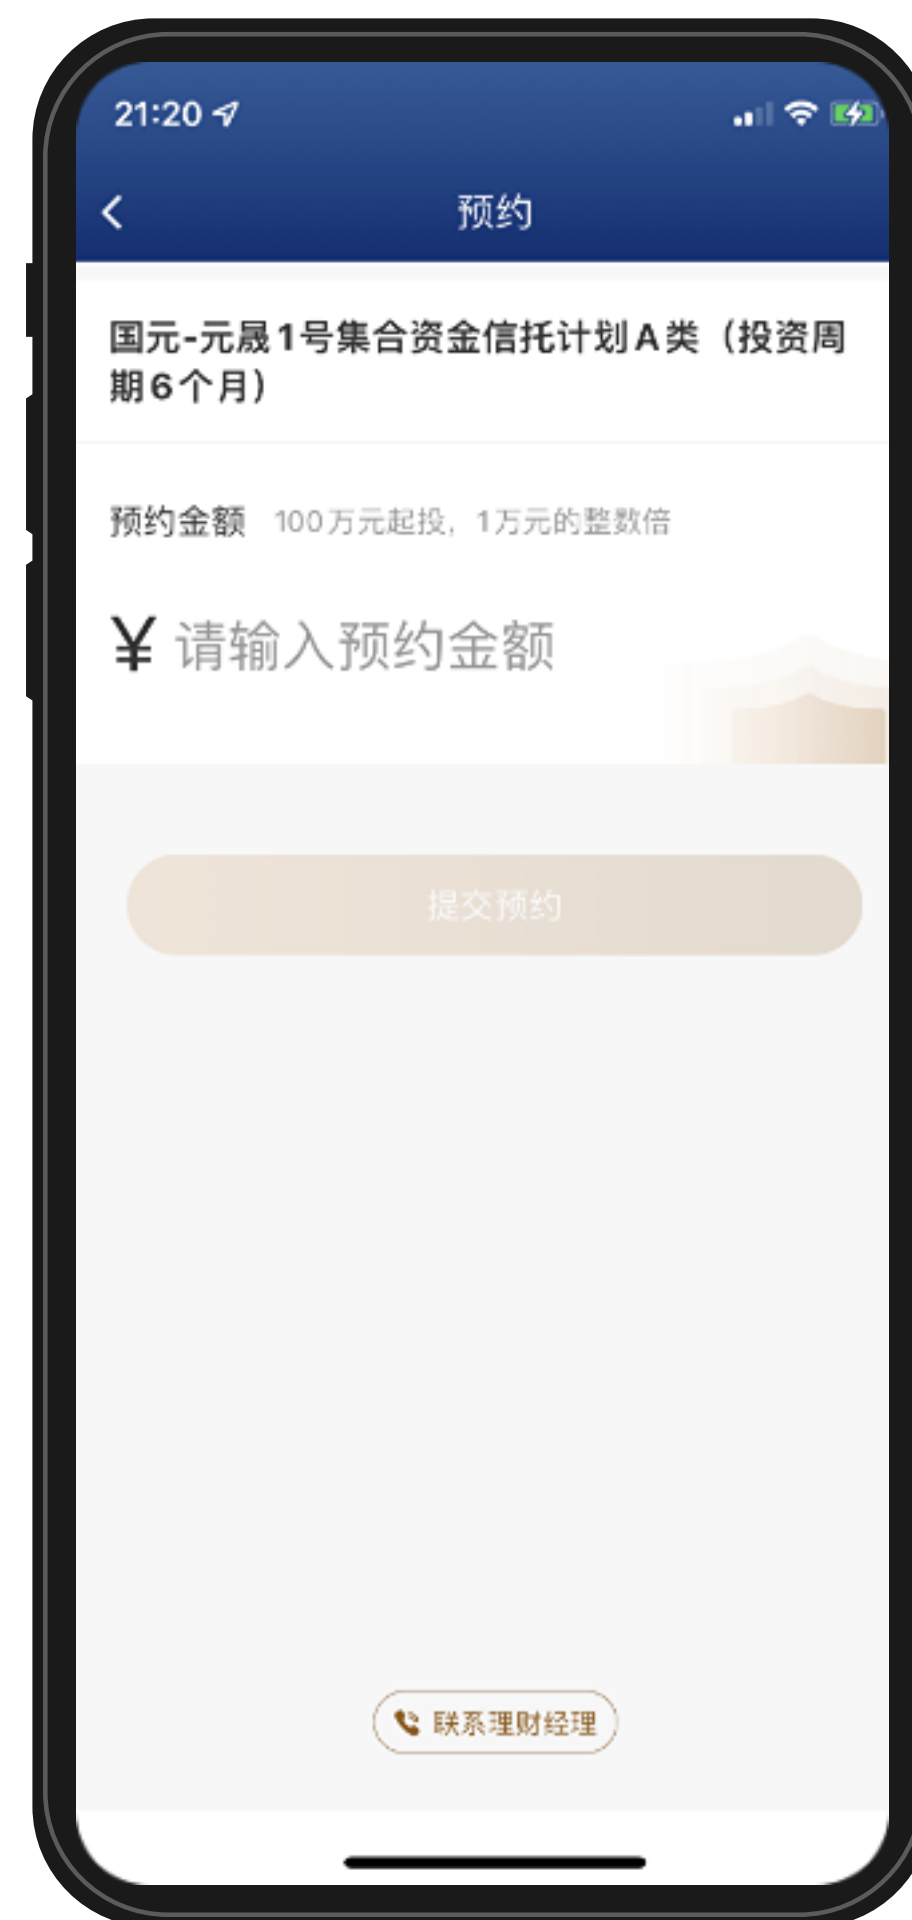 21:20
预约
国元-元晟1号集合资金信托计划A类（投资周
期6个月）
预约金额 100万元起投，1万元的整数倍
¥ 请输入预约金额
提交预约
联系理财经理